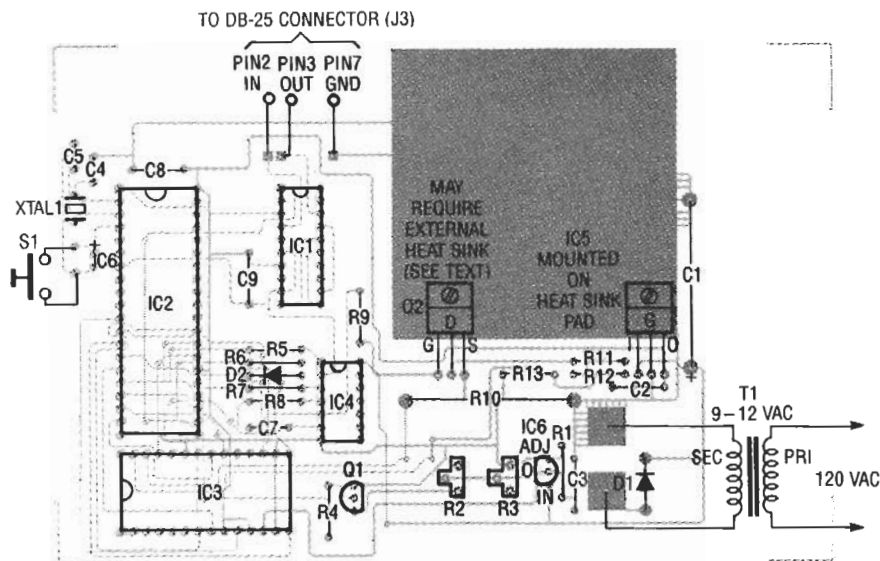 TO DB-25 CONNECTOR (J3)
PIN2 PIN3 PIN7
IN OUT GND
C5
C4
C8
XTAL1
S1
+
IC6
IC2
IC1
C9
R9
MAY
REQUIRE
EXTERNAL
HEAT SINK
(SEE TEXT)
Q2
D
G S
IC5
MOUNTED
ON
HEAT SINK
PAD
G
I O
C1
+
R5
R6
D2
R7
R8
C7
IC4
R11
R12
R13
C2
R10
IC3
R4
Q1
R2
R3
IC6
ADJ
O
IN
R1
C3
D1
T1
9-12 VAC
SEC
PRI
120 VAC